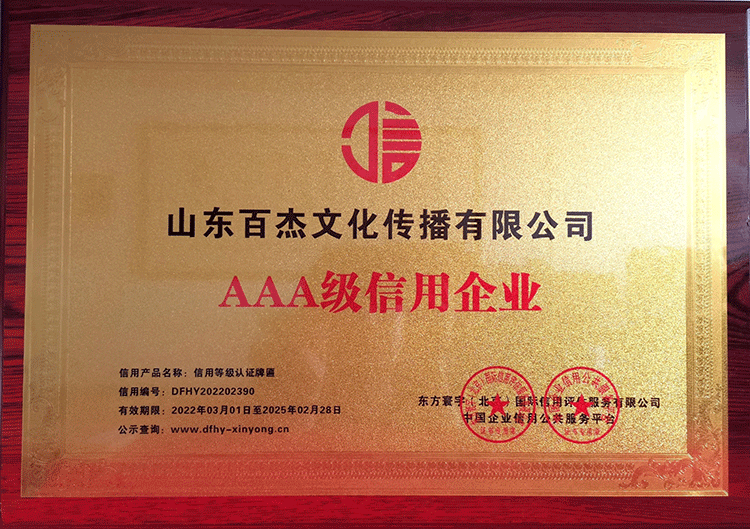 信
山东百杰文化传播有限公司
AAA级信用企业
信用产品名称：信用等级认证牌匾
信用编号：DFHY202202390
有效期限：2022年03月01日至2025年02月28日
公示查询：www.dfhy-xinyong.cn
东方寰宇（北京）国际信用评估服务有限公司
中国企业信用公共服务平台